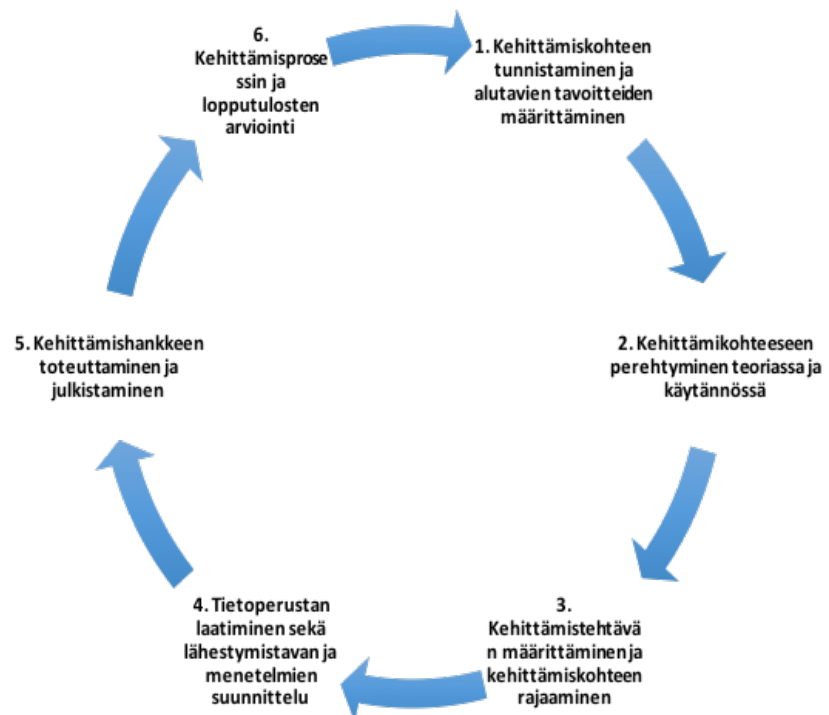 1. Kehittämiskohteen
tunnistaminen ja
alutavien tavoitteiden
määrittäminen
2. Kehittämikohteeseen
perehtyminen teoriassa ja
käytännössä
3.
Kehittämistehtävä
n määrittäminen ja
kehittämiskohteen
rajaaminen
4. Tietoperustan
laatiminen sekä
lähestymistavan ja
menetelmien
suunnittelu
5. Kehittämishankkeen
toteuttaminen ja
julkistaminen
6.
Kehittämisprose
ssin ja
lopputulosten
arviointi